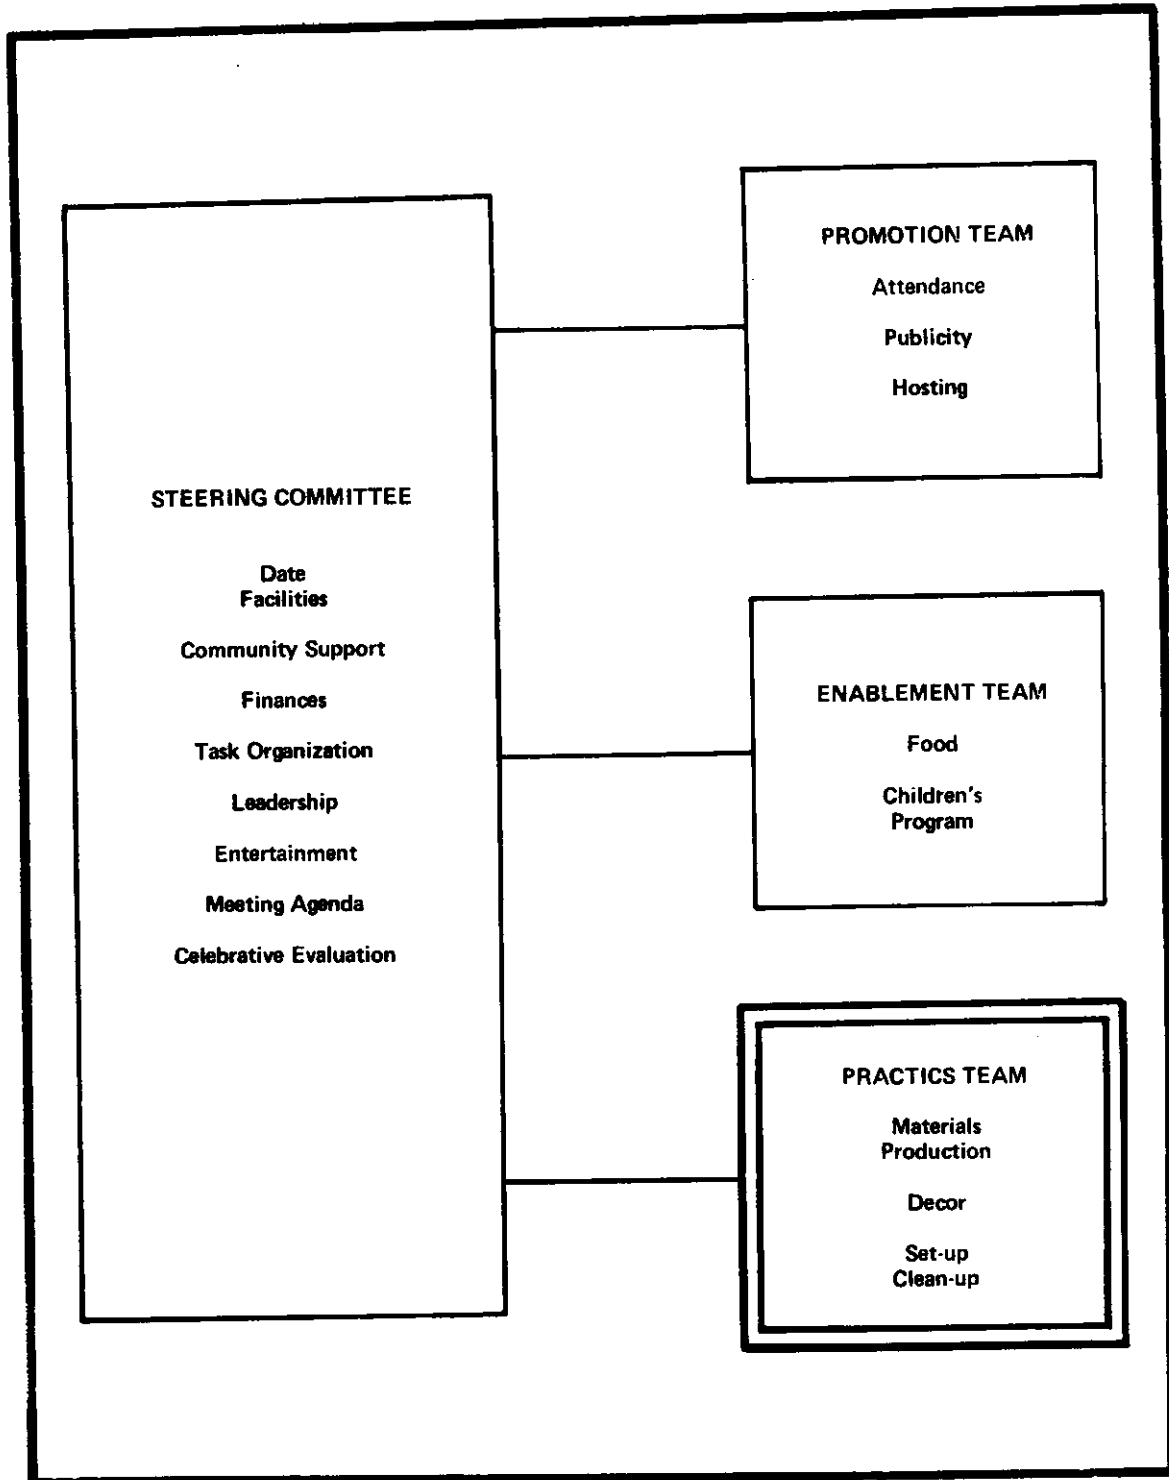 STEERING COMMITTEE
Date
Facilities
Community Support
Finances
Task Organization
Leadership
Entertainment
Meeting Agenda
Celebrative Evaluation
PROMOTION TEAM
Attendance
Publicity
Hosting
ENABLEMENT TEAM
Food
Children's
Program
PRACTICS TEAM
Materials
Production
Decor
Set-up
Clean-up